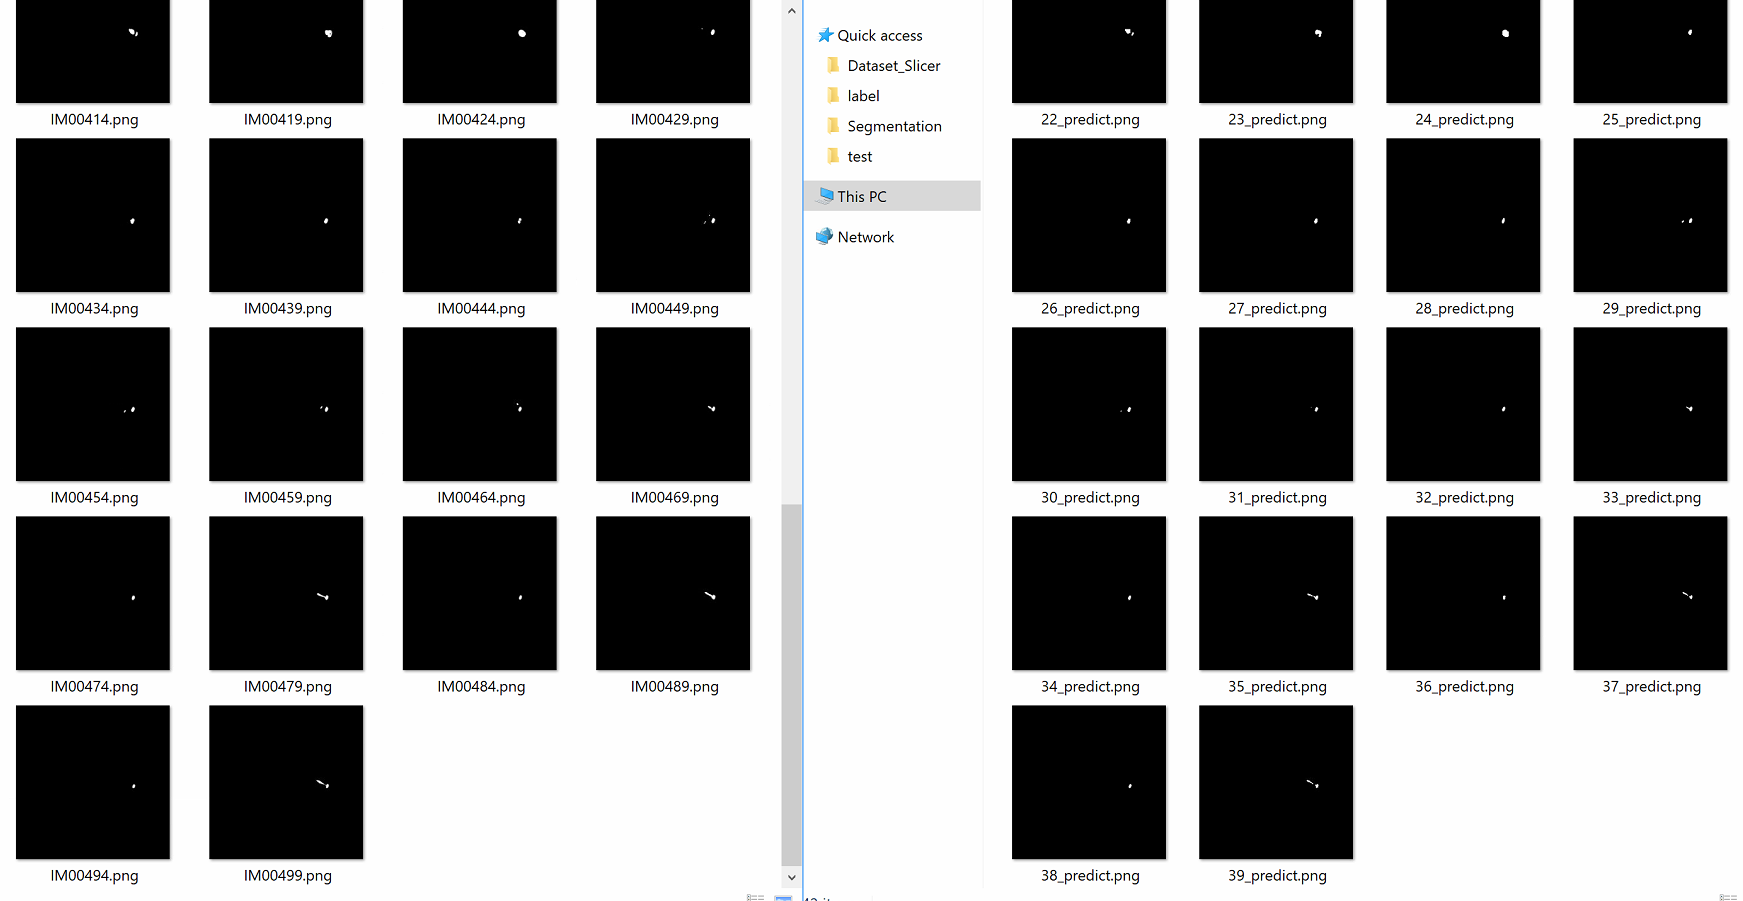 IM00414.png IM00419.png IM00424.png IM00429.png
IM00434.png IM00439.png IM00444.png IM00449.png
IM00454.png IM00459.png IM00464.png IM00469.png
IM00474.png IM00479.png IM00484.png IM00489.png
IM00494.png IM00499.png
Quick access
Dataset_Slicer
label
Segmentation
test
This PC
Network
22_predict.png 23_predict.png 24_predict.png 25_predict.png
26_predict.png 27_predict.png 28_predict.png 29_predict.png
30_predict.png 31_predict.png 32_predict.png 33_predict.png
34_predict.png 35_predict.png 36_predict.png 37_predict.png
38_predict.png 39_predict.png